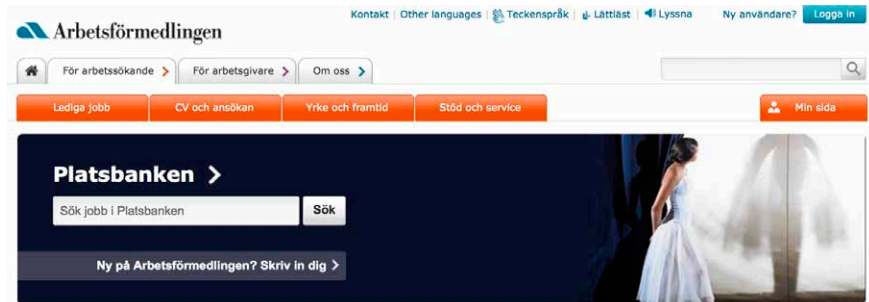 Kontakt | Other languages | Teckenspråk | Lättläst | Lyssna Ny användare? Logga in
Arbetsförmedlingen
För arbetssökande För arbetsgivare Om oss
Lediga jobb CV och ansökan Yrke och framtid Stöd och service Min sida
Platsbanken
Sök jobb i Platsbanken Sök
Ny på Arbetsförmedlingen? Skriv in dig